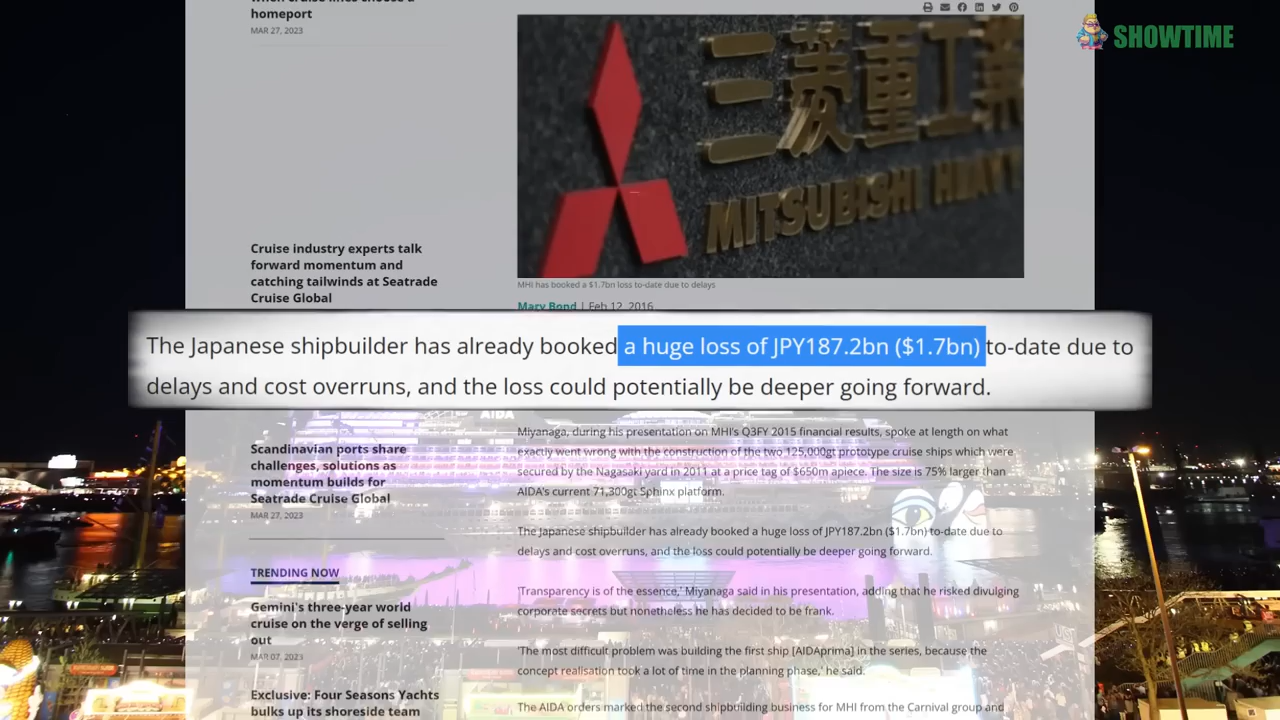 when cruise lines choose a
homeport
MAR 27, 2023
SHOWTIME
三菱重工業
MITSUBISHI HEAVY
MHI has booked a $1.7bn loss to-date due to delays
Cruise industry experts talk
forward momentum and
catching tailwinds at Seatrade
Cruise Global
Mary Bond | Feb 12, 2016
The Japanese shipbuilder has already booked a huge loss of JPY187.2bn ($1.7bn) to-date due to
delays and cost overruns, and the loss could potentially be deeper going forward.
AIDA
Miyanaga, during his presentation on MHI's Q3FY 2015 financial results, spoke at length on what
exactly went wrong with the construction of the two 125,000gt prototype cruise ships which were
secured by the Nagasaki yard in 2011 at a price tag of $650m apiece. The size is 75% larger than
AIDA's current 71,300gt Sphinx platform.
The Japanese shipbuilder has already booked a huge loss of JPY187.2bn ($1.7bn) to-date due to
delays and cost overruns, and the loss could potentially be deeper going forward.
'Transparency is of the essence,' Miyanaga said in his presentation, adding that he risked divulging
corporate secrets but nonetheless he has decided to be frank.
'The most difficult problem was building the first ship [AIDAprima] in the series, because the
concept realisation took a lot of time in the planning phase,' he said.
The AIDA orders marked the second shipbuilding business for MHI from the Carnival group and
Scandinavian ports share
challenges, solutions as
momentum builds for
Seatrade Cruise Global
MAR 27, 2023
TRENDING NOW
Gemini's three-year world
cruise on the verge of selling
out
MAR 07, 2023
Exclusive: Four Seasons Yachts
bulks up its shoreside team